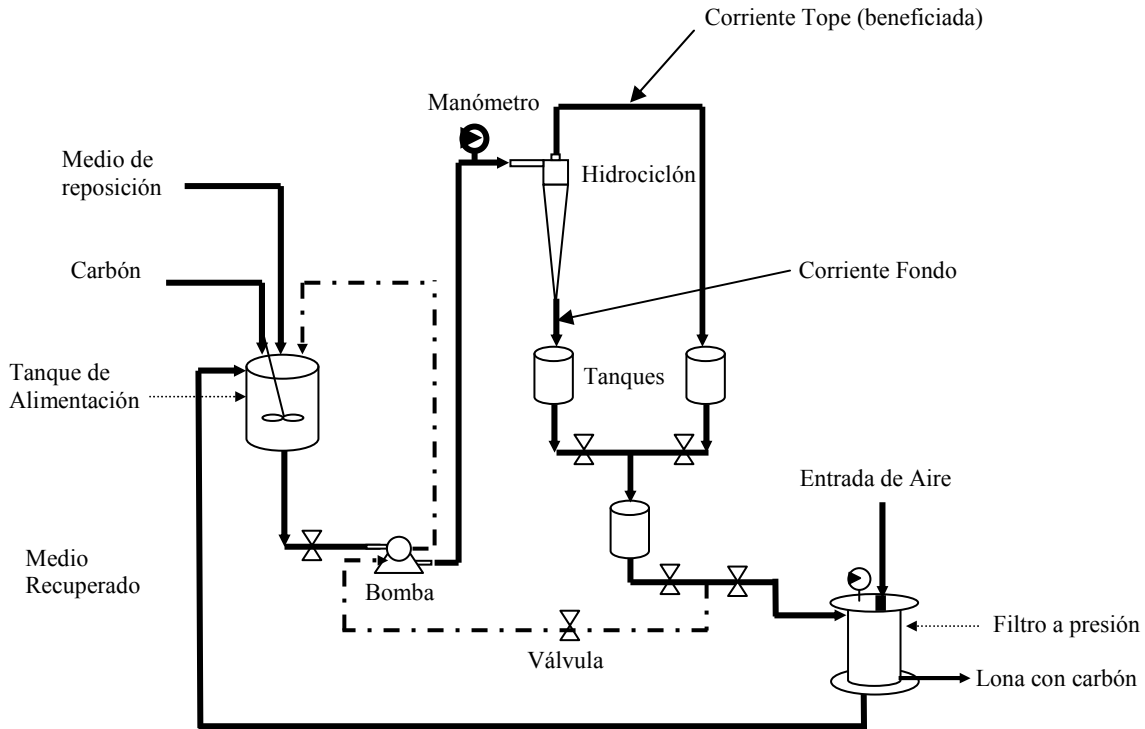 Corriente Tope (beneficiada)
Manómetro
Medio de
reposición
Hidrociclón
Carbón
Corriente Fondo
Tanque de
Alimentación
Tanques
Entrada de Aire
Medio
Recuperado
Bomba
Filtro a presión
Válvula
Lona con carbón